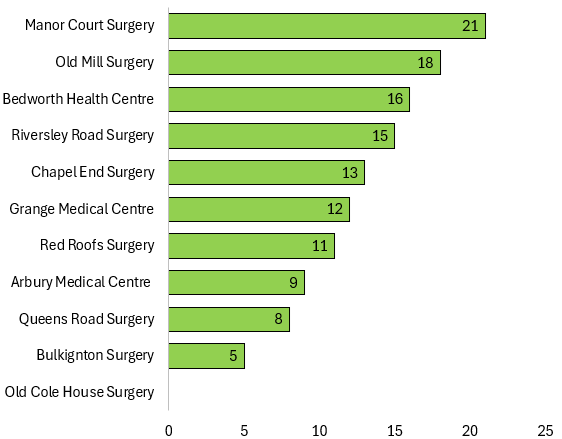 Manor Court Surgery 21
Old Mill Surgery 18
Bedworth Health Centre 16
Riversley Road Surgery 15
Chapel End Surgery 13
Grange Medical Centre 12
Red Roofs Surgery 11
Arbury Medical Centre 9
Queens Road Surgery 8
Bulkignton Surgery 5
Old Cole House Surgery
0 5 10 15 20 25